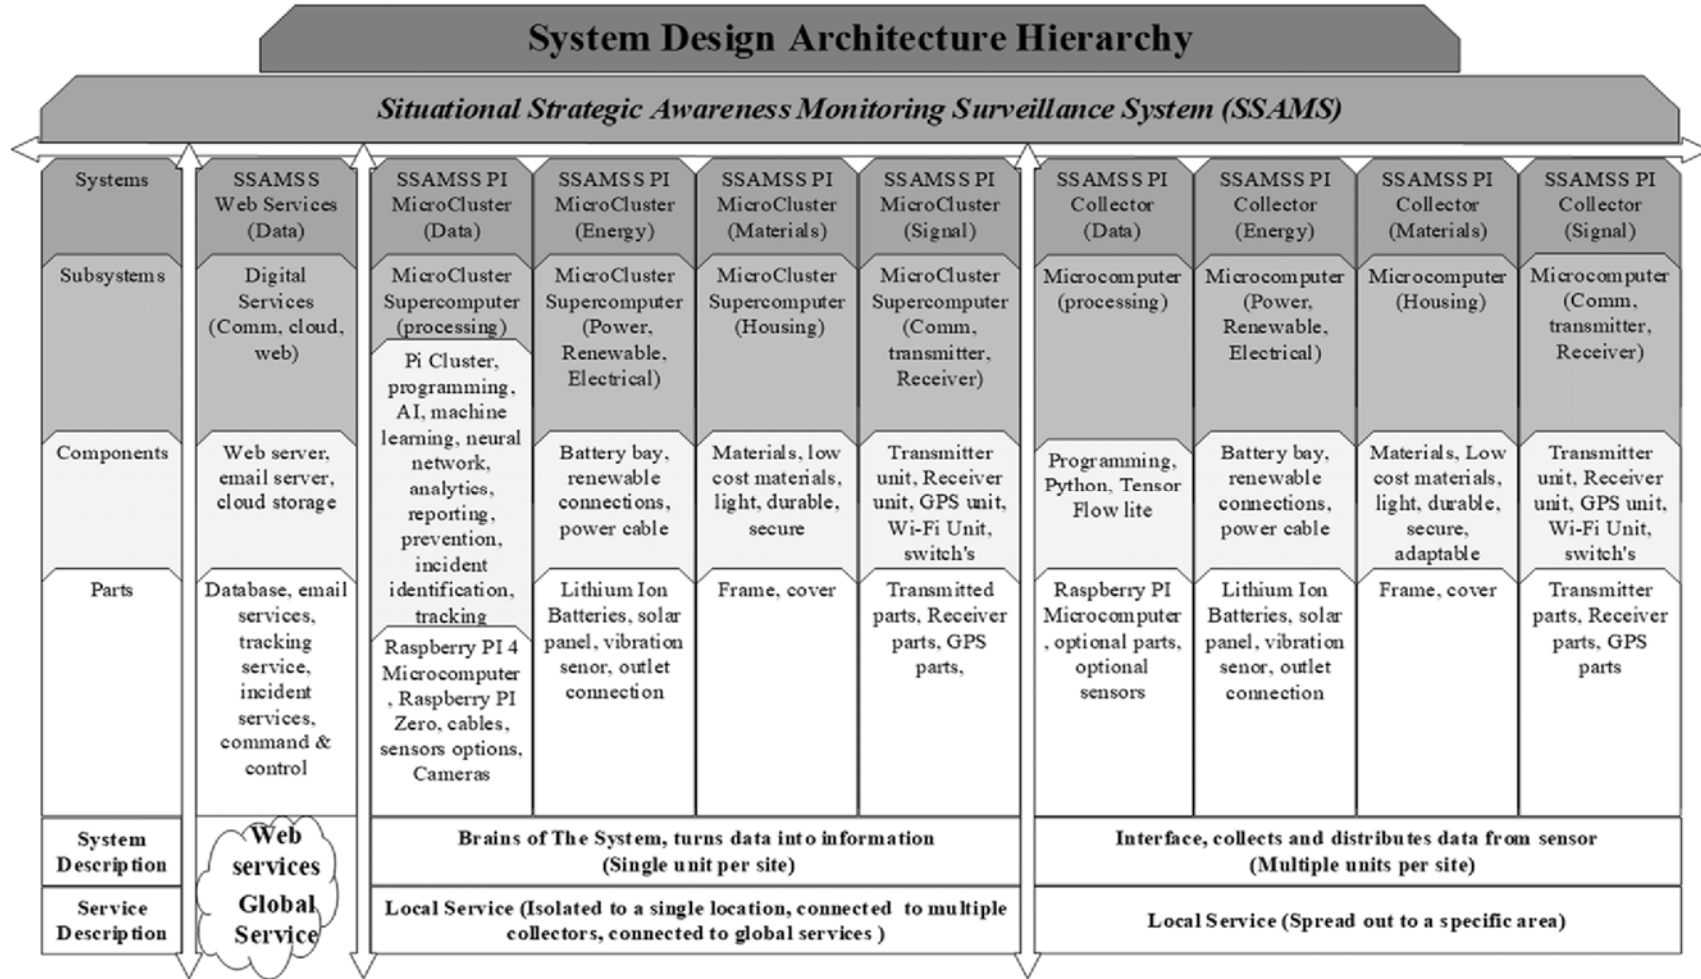 System Design Architecture Hierarchy
Situational Strategic Awareness Monitoring Surveillance System (SSAMS)
Systems
SSAMSS
Web Services
(Data)
SSAMSS PI
MicroCluster
(Data)
SSAMSS PI
MicroCluster
(Energy)
SSAMSS PI
MicroCluster
(Materials)
SSAMSS PI
MicroCluster
(Signal)
SSAMSS PI
Collector
(Data)
SSAMSS PI
Collector
(Energy)
SSAMSS PI
Collector
(Materials)
SSAMSS PI
Collector
(Signal)
Subsystems
Digital
Services
(Comm, cloud,
web)
MicroCluster
Supercomputer
(processing)
MicroCluster
Supercomputer
(Power,
Renewable,
Electrical)
MicroCluster
Supercomputer
(Housing)
MicroCluster
Supercomputer
(Comm,
transmitter,
Receiver)
Microcomputer
(processing)
Microcomputer
(Power,
Renewable,
Electrical)
Microcomputer
(Housing)
Microcomputer
(Comm,
transmitter,
Receiver)
Components
Web server,
email server,
cloud storage
Pi Cluster,
programming,
AI, machine
learning, neural
network,
analytics,
reporting,
prevention,
incident
identification,
tracking
Battery bay,
renewable
connections,
power cable
Materials, low
cost materials,
light, durable,
secure
Transmitter
unit, Receiver
unit, GPS unit,
Wi-Fi Unit,
switch's
Programming,
Python, Tensor
Flow lite
Battery bay,
renewable
connections,
power cable
Materials, Low
cost materials,
light, durable,
secure,
adaptable
Transmitter
unit, Receiver
unit, GPS unit,
Wi-Fi Unit,
switch's
Parts
Database, email
services,
tracking
service,
incident
services,
command &
control
Raspberry PI 4
Microcomputer
, Raspberry PI
Zero, cables,
sensors options,
Cameras
Lithium Ion
Batteries, solar
panel, vibration
senor, outlet
connection
Frame, cover
Transmitted
parts, Receiver
parts, GPS
parts,
Raspberry PI
Microcomputer
, optional parts,
optional
sensors
Lithium Ion
Batteries, solar
panel, vibration
senor, outlet
connection
Frame, cover
Transmitter
parts, Receiver
parts, GPS
parts
System
Description
Web
services
Brains of The System, turns data into information
(Single unit per site)
Interface, collects and distributes data from sensor
(Multiple units per site)
Service
Description
Global
Service
Local Service (Isolated to a single location, connected to multiple
collectors, connected to global services )
Local Service (Spread out to a specific area)